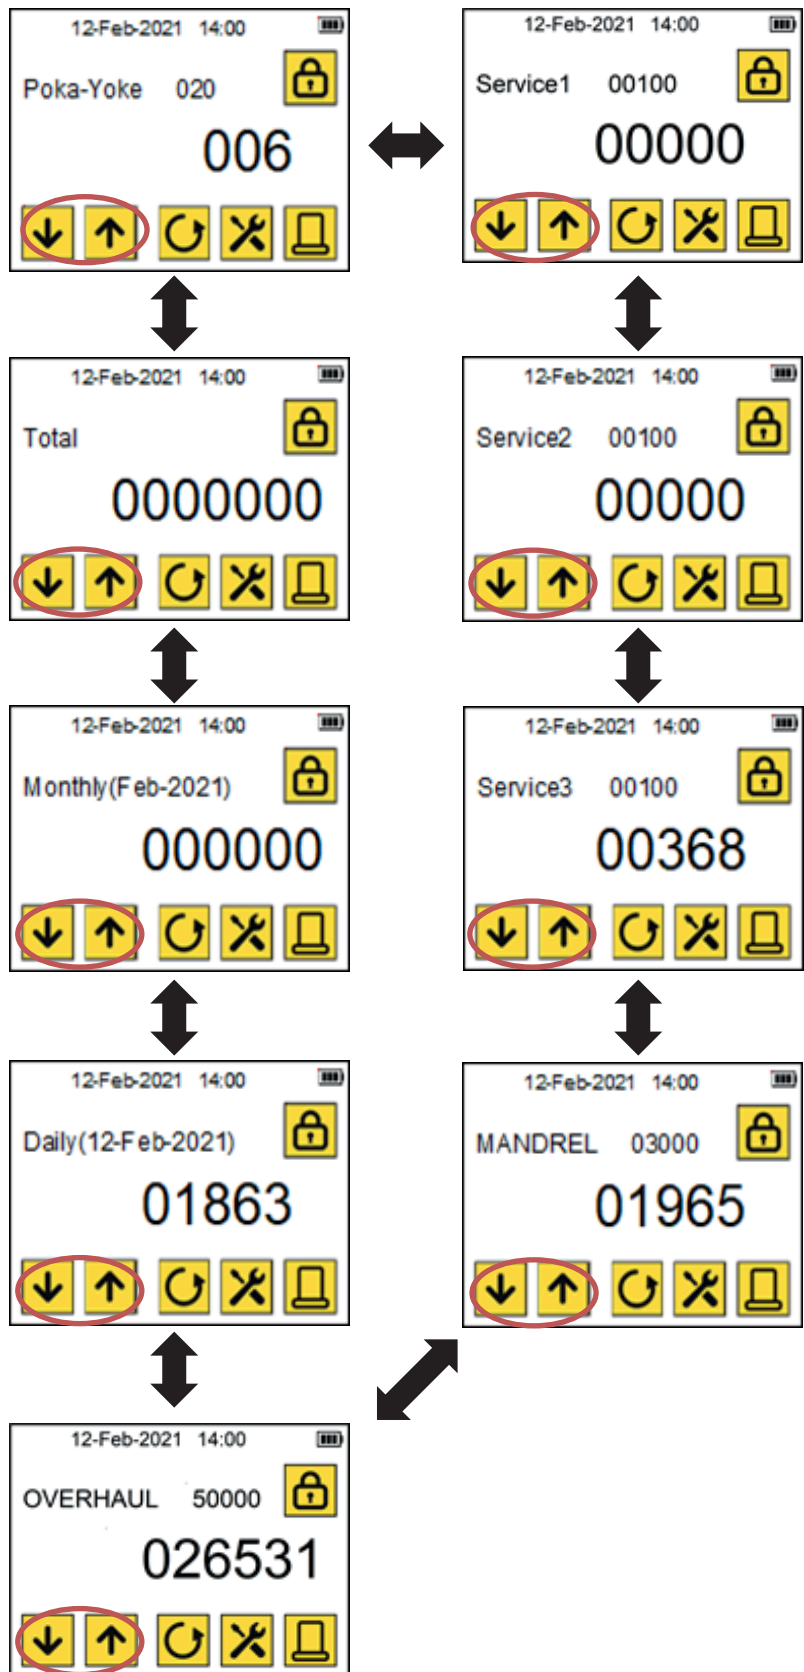 12-Feb-2021 14:00
Poka-Yoke 020
006
12-Feb-2021 14:00
Service1 00100
00000
12-Feb-2021 14:00
Total
0000000
12-Feb-2021 14:00
Service2 00100
00000
12-Feb-2021 14:00
Monthly(Feb-2021)
000000
12-Feb-2021 14:00
Service3 00100
00368
12-Feb-2021 14:00
Daily(12-Feb-2021)
01863
12-Feb-2021 14:00
MANDREL 03000
01965
12-Feb-2021 14:00
OVERHAUL 50000
026531